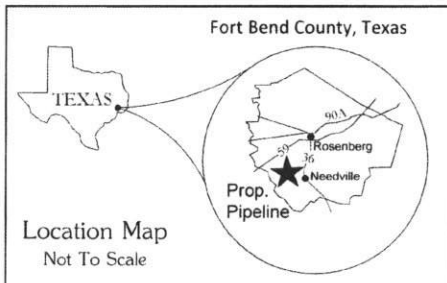 Fort Bend County, Texas
TEXAS
90A
Rosenberg
59
36
Needville
Prop.
Pipeline
Location Map
Not To Scale